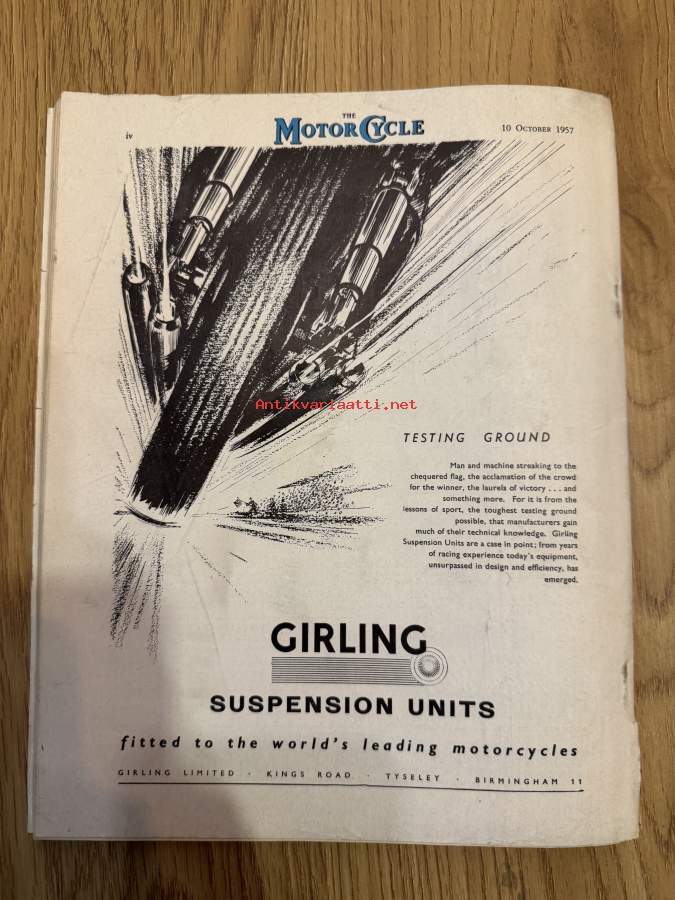 iv
THE
MOTOR CYCLE
10 OCTOBER 1957
Antikvariaatti.net
TESTING GROUND
Man and machine streaking to the
chequered flag, the acclamation of the crowd
for the winner, the laurels of victory . . . and
something more. For it is from the
lessons of sport, the toughest testing ground
possible, that manufacturers gain
much of their technical knowledge. Girling
Suspension Units are a case in point; from years
of racing experience today's equipment,
unsurpassed in design and efficiency, has
emerged.
GIRLING
SUSPENSION UNITS
fitted to the world's leading motorcycles
GIRLING LIMITED · KINGS ROAD · TYSELEY · BIRMINGHAM 11